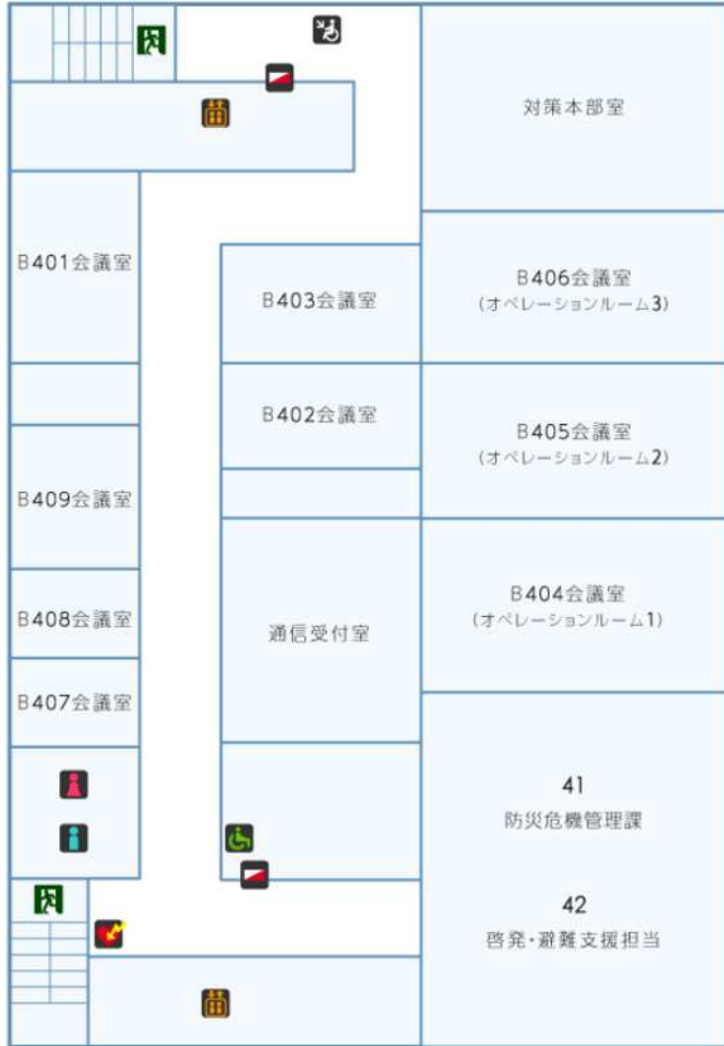 対策本部室
B401会議室
B403会議室
B406会議室
(オペレーションルーム3)
B402会議室
B405会議室
(オペレーションルーム2)
B409会議室
B404会議室
(オペレーションルーム1)
B408会議室
通信受付室
B407会議室
41
防災危機管理課
42
啓発・避難支援担当